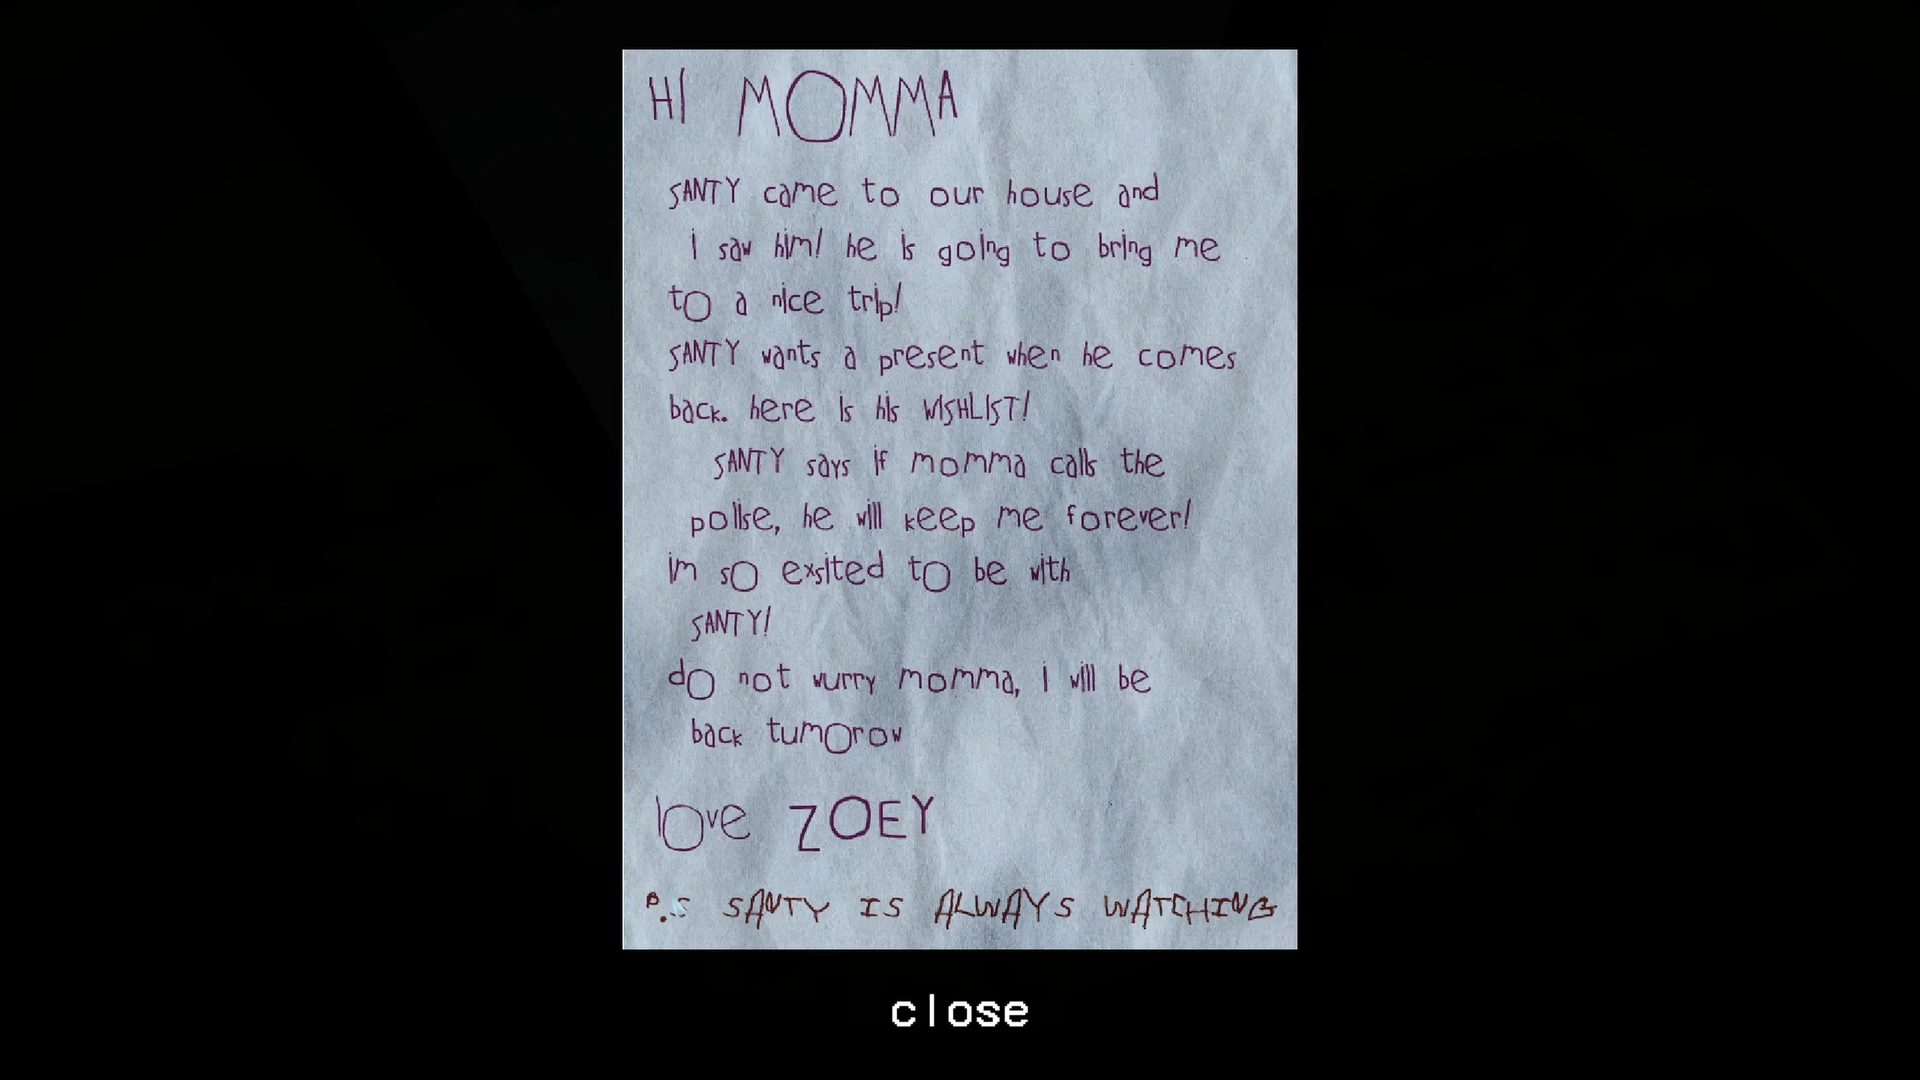 HI MOMMA
SANTY came to our house and
i saw him! he is going to bring me
to a nice trip!
SANTY wants a present when he comes
back. here is his WISHLIST!
SANTY says if momma calls the
polise, he will keep me forever!
im so exsited to be with
SANTY!
do not wurry momma, i will be
back tumorow
love ZOEY
P.S SANTY IS ALWAYS WATCHING
close